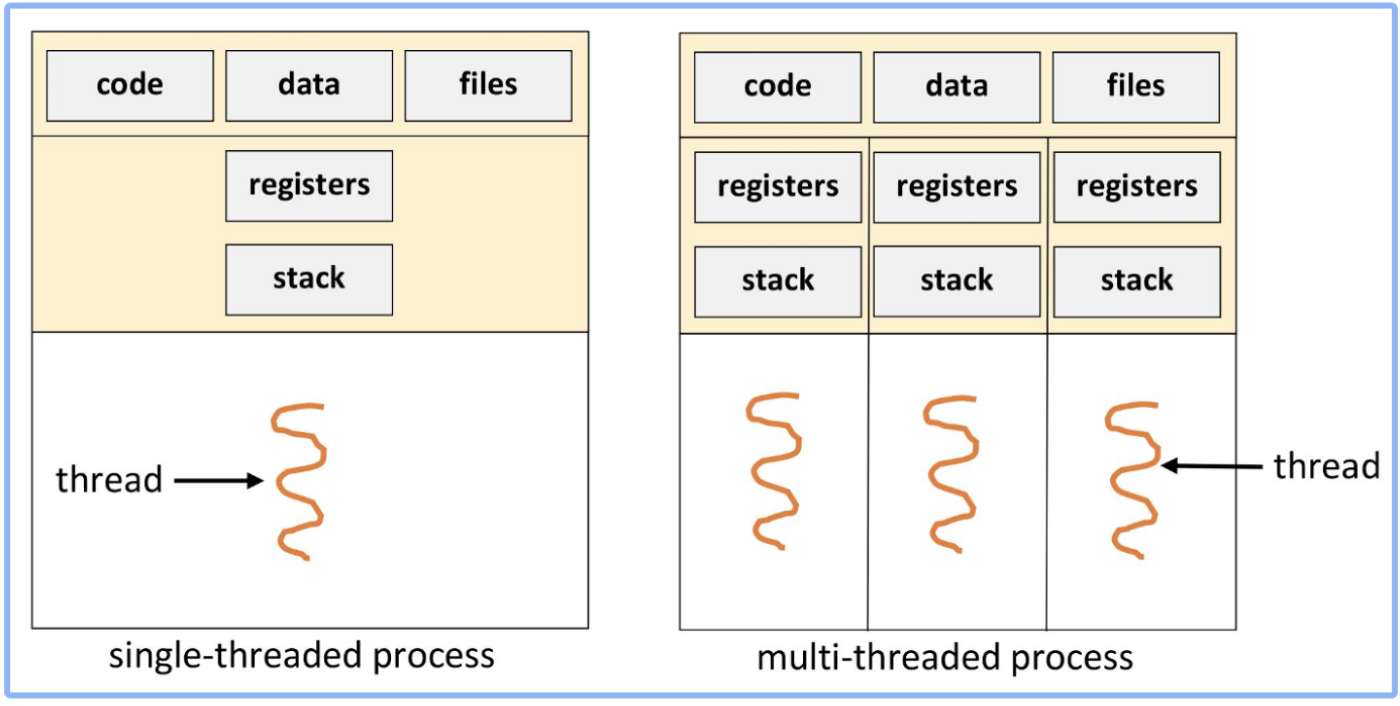 code data files
registers
stack
thread
single-threaded process
code data files
registers registers registers
stack stack stack
thread
multi-threaded process